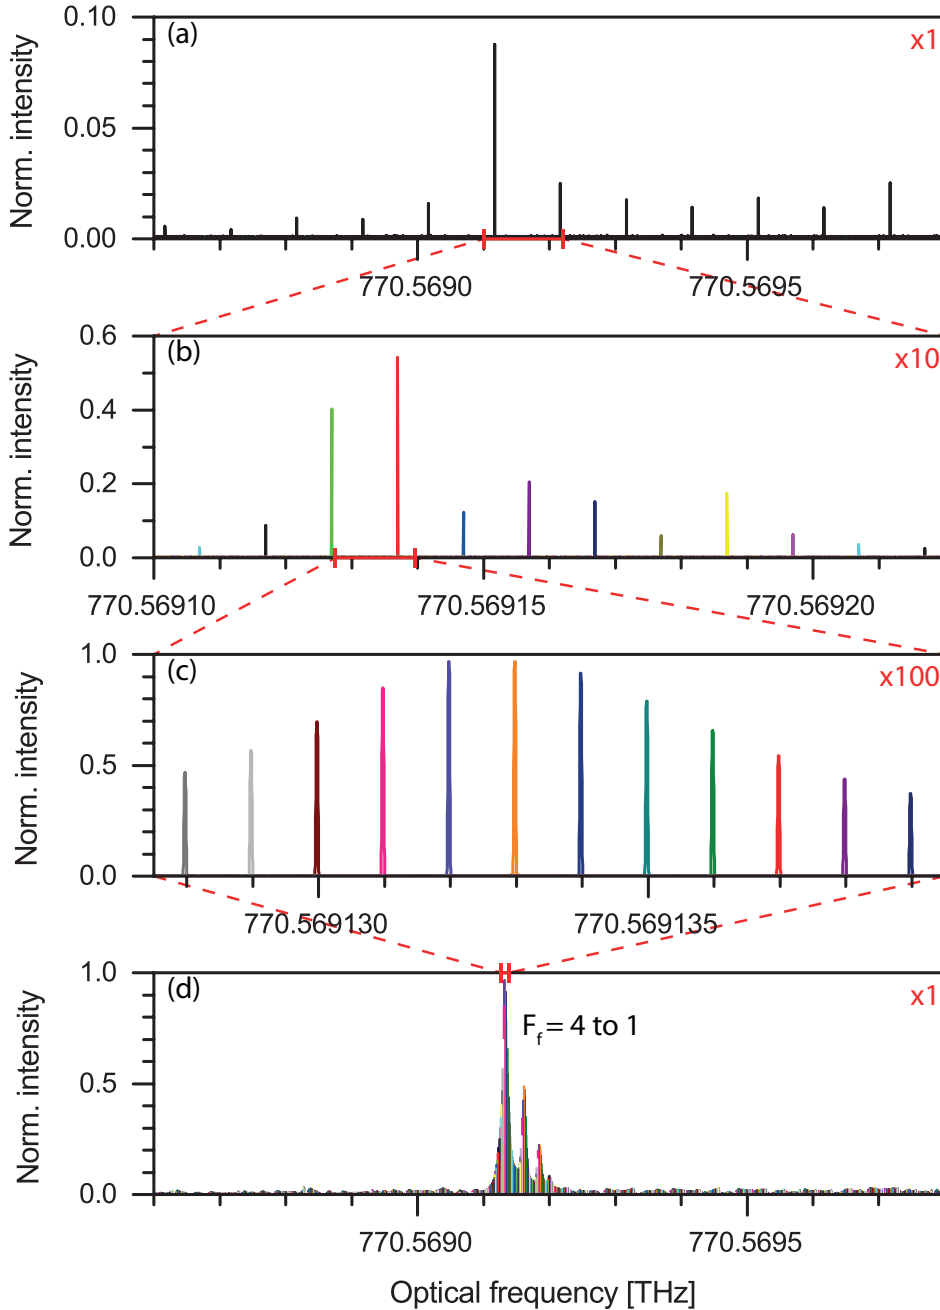 (a)
x1
Norm. intensity
0.10
0.05
0.00
770.5690
770.5695
(b)
x10
Norm. intensity
0.6
0.4
0.2
0.0
770.56910
770.56915
770.56920
(c)
x100
Norm. intensity
1.0
0.5
0.0
770.569130
770.569135
(d)
x1
Ff = 4 to 1
Norm. intensity
1.0
0.5
0.0
770.5690
770.5695
Optical frequency [THz]